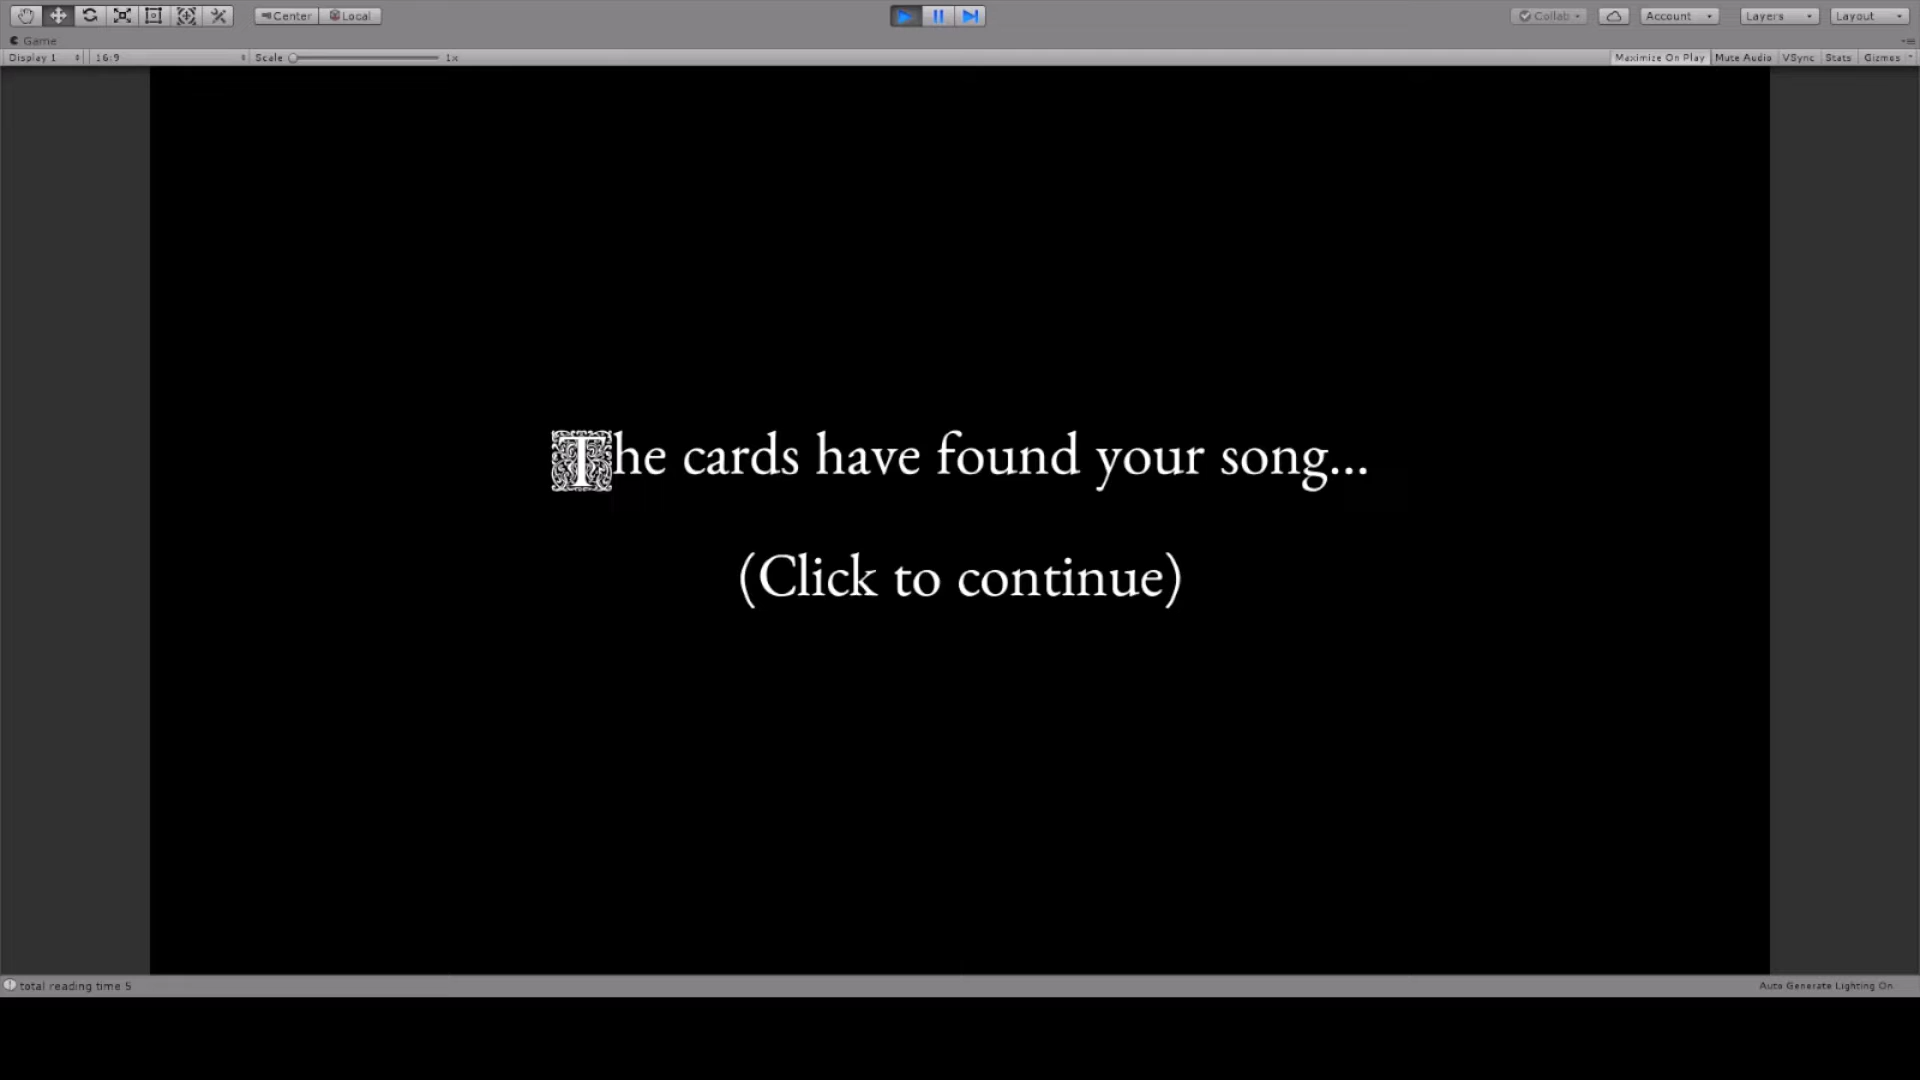 Center Local Collab Account Layers Layout
Game
Display 1 16:9 Scale 1x Maximize On Play Mute Audio VSync Stats Gizmos
The cards have found your song...
(Click to continue)
total reading time 5 Auto Generate Lighting On